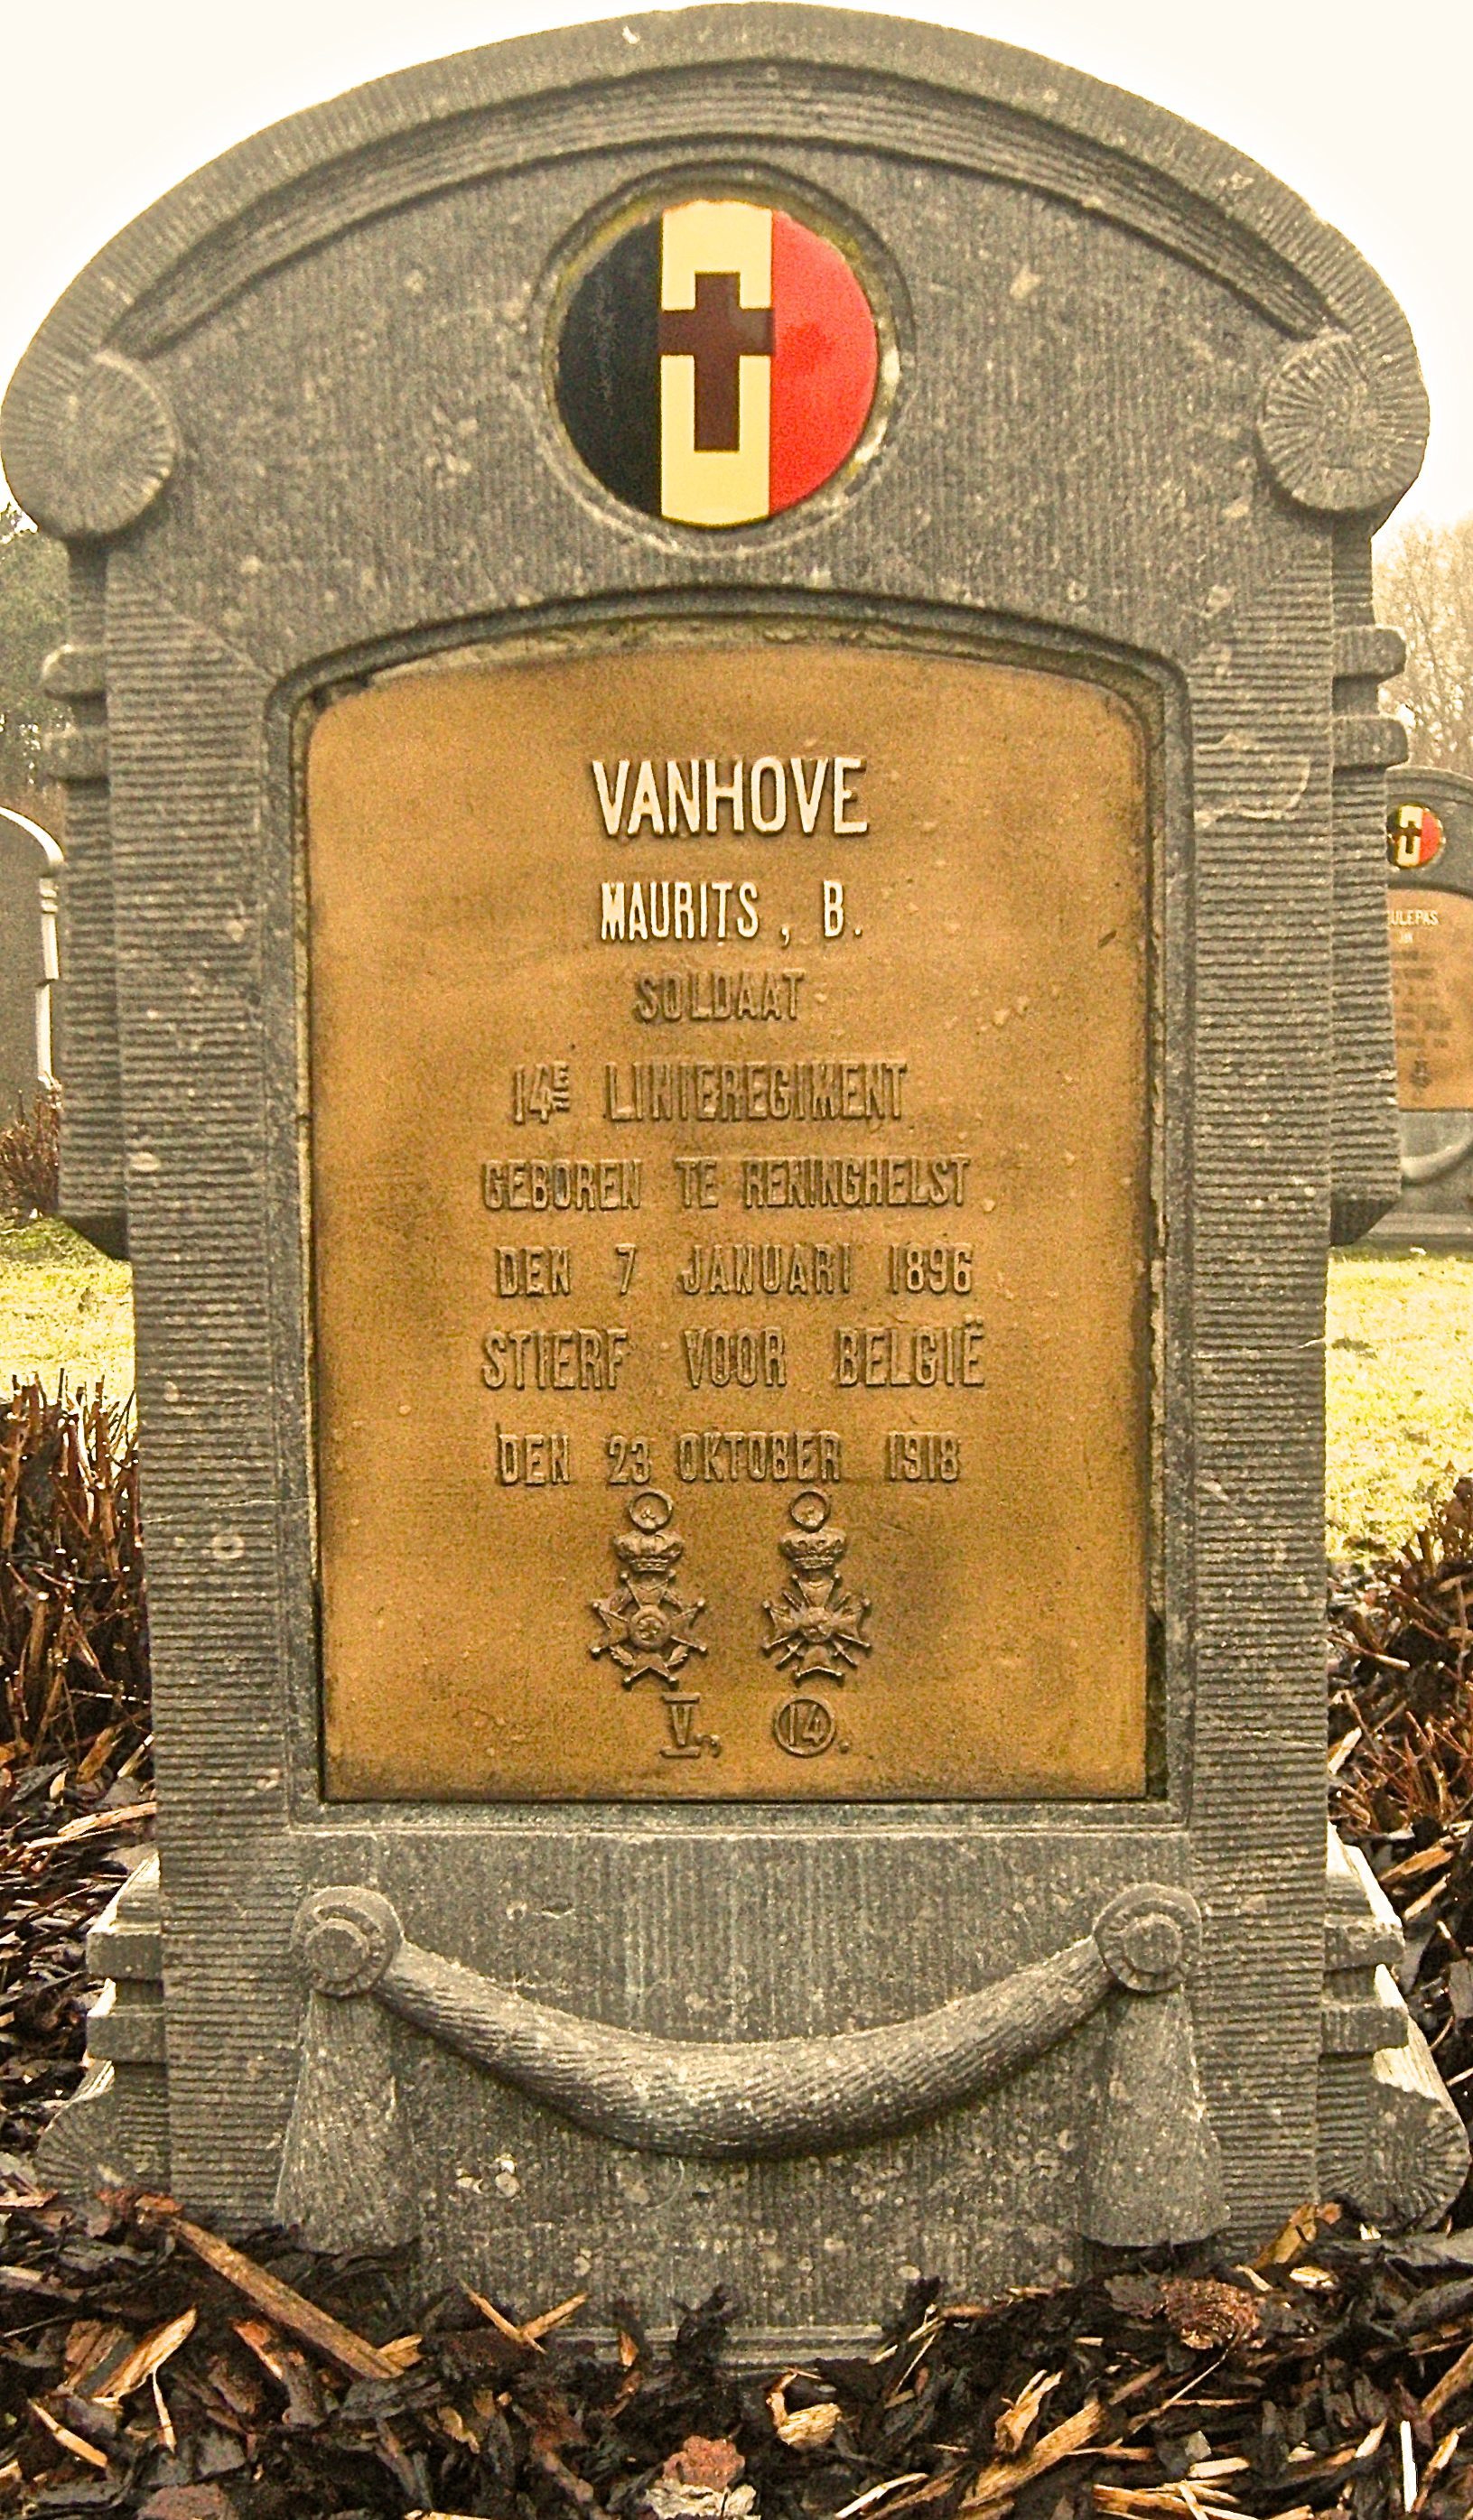 VANHOVE
MAURITS, B.
SOLDAAT
14DE LINIEREGIMENT
GEBOREN TE RENINGHELST
DEN 7 JANUARI 1896
STIERF VOOR BELGIË
DEN 23 OKTOBER 1918
V, 14.